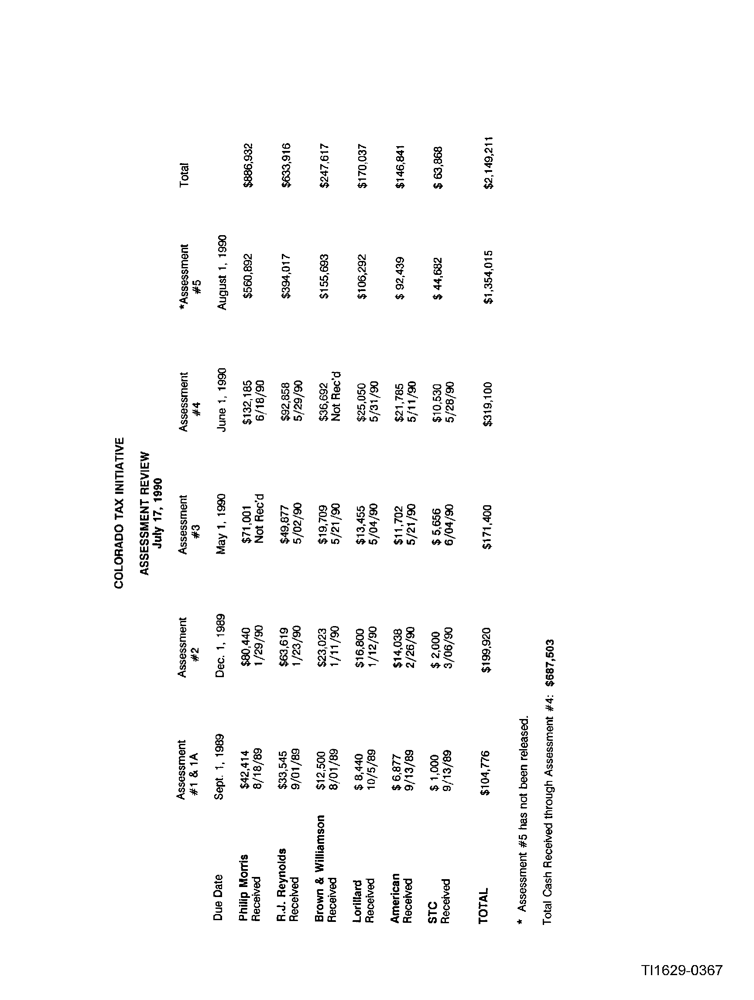 COLORADO TAX INITIATIVE
ASSESSMENT REVIEW
July 17, 1990
Assessment #1 & 1A Assessment #2 Assessment #3 Assessment #4 *Assessment #5 Total
Due Date Sept. 1, 1989 Dec. 1, 1989 May 1, 1990 June 1, 1990 August 1, 1990
Philip Morris $42,414 $80,440 $71,001 $132,185 $560,892 $886,932
Received 8/18/89 1/29/90 Not Rec'd 6/18/90
R.J. Reynolds $33,545 $63,619 $49,877 $92,858 $394,017 $633,916
Received 9/01/89 1/23/90 5/02/90 5/29/90
Brown & Williamson $12,500 $23,023 $19,709 $36,692 $155,693 $247,617
Received 8/01/89 1/11/90 5/21/90 Not Rec'd
Lorillard $ 8,440 $16,800 $13,455 $25,050 $106,292 $170,037
Received 10/5/89 1/12/90 5/04/90 5/31/90
American $ 6,877 $14,038 $11,702 $21,785 $ 92,439 $146,841
Received 9/13/89 2/26/90 5/21/90 5/11/90
STC $ 1,000 $ 2,000 $ 5,656 $10,530 $ 44,682 $ 63,868
Received 9/13/89 3/06/90 6/04/90 5/28/90
TOTAL $104,776 $199,920 $171,400 $319,100 $1,354,015 $2,149,211
* Assessment #5 has not been released.
Total Cash Received through Assessment #4: $687,503
TI1629-0367